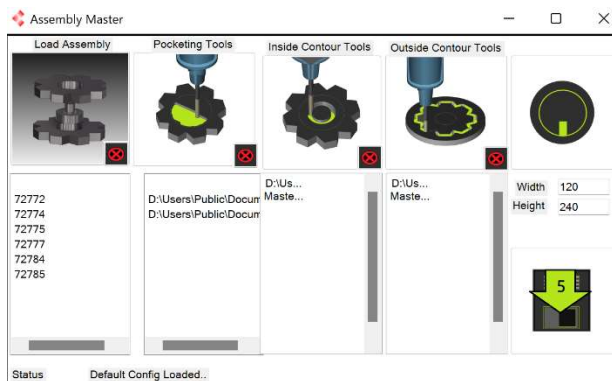 Assembly Master
Load Assembly
Pocketing Tools
Inside Contour Tools
Outside Contour Tools
72772
72774
72775
72777
72784
72785
D:\Users\Public\Docum
D:\Users\Public\Docum
D:\Us...
Maste...
D:\Us...
Maste...
Width 120
Height 240
5
Status Default Config Loaded..